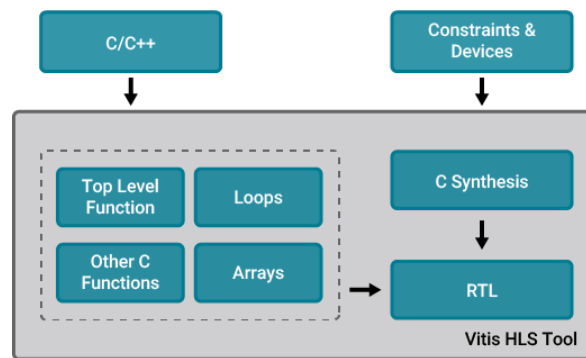 C/C++
Constraints &
Devices
Top Level
Function
Loops
C Synthesis
Other C
Functions
Arrays
RTL
Vitis HLS Tool